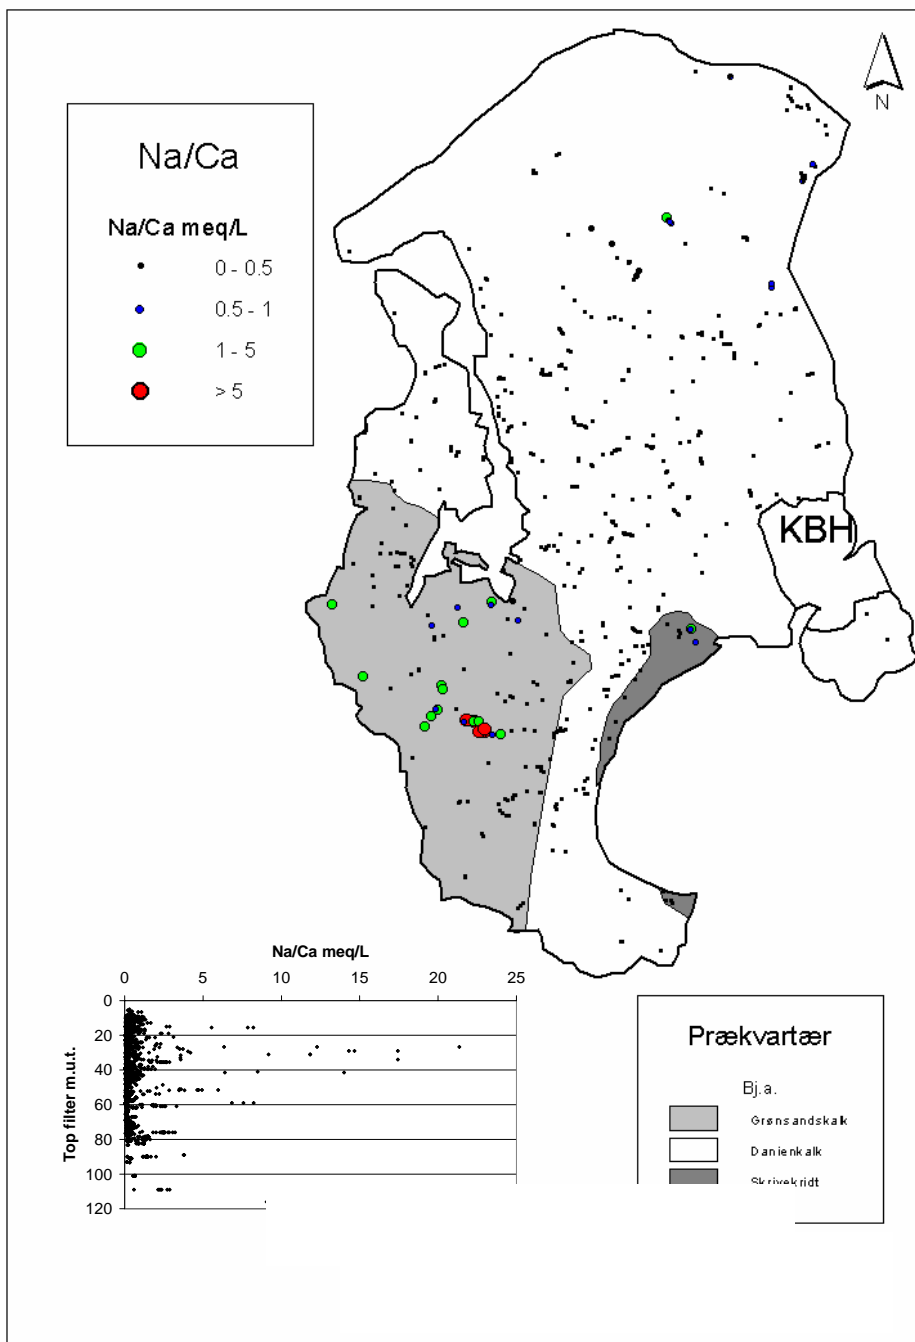 N
Na/Ca
Na/Ca meq/L
0 - 0.5
0.5 - 1
1 - 5
> 5
KBH
Na/Ca meq/L
0 5 10 15 20 25
0
20
40
60
80
100
120
Top filter m.u.t.
Prækvartær
Bj.a.
Grønsandskalk
Danienkalk
Skrivekridt